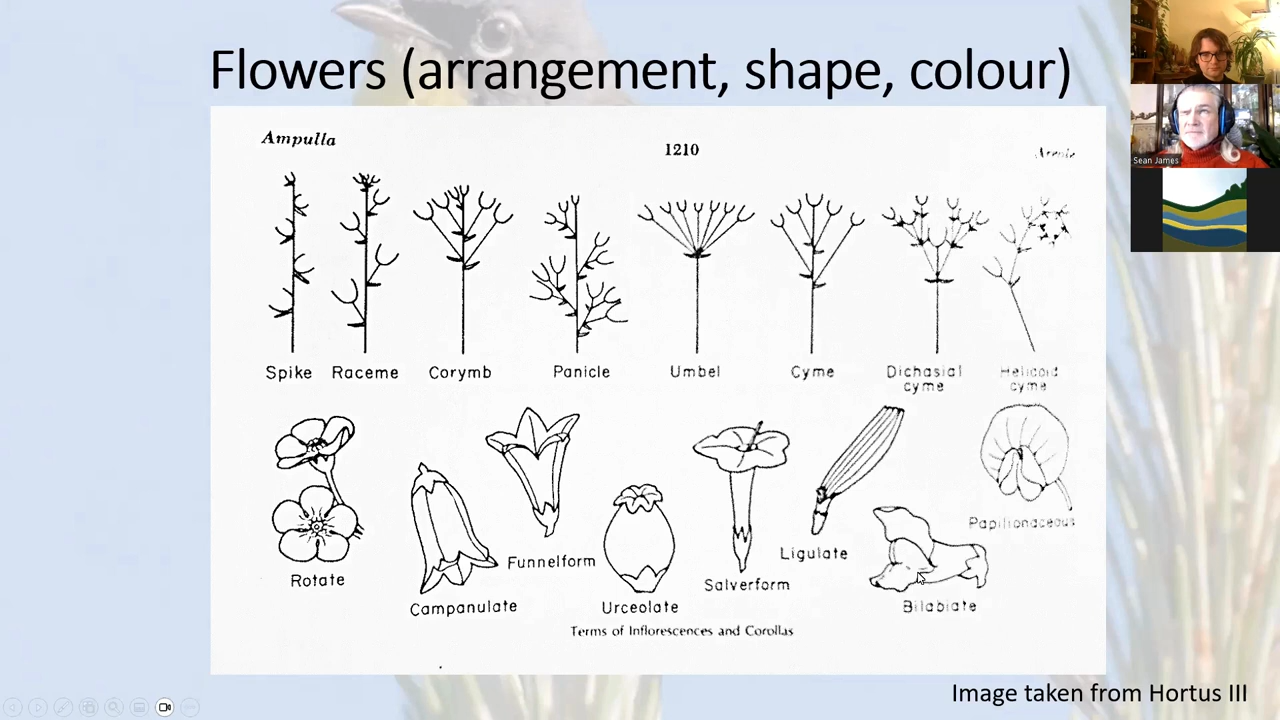 Flowers (arrangement, shape, colour)
Ampulla
1210
Spike
Raceme
Corymb
Panicle
Umbel
Cyme
Dichasial
cyme
Helicoid
cyme
Rotate
Campanulate
Funnelform
Urceolate
Salverform
Ligulate
Bilabiate
Papilionaceous
Terms of Inflorescences and Corollas
Image taken from Hortus III
Sean James